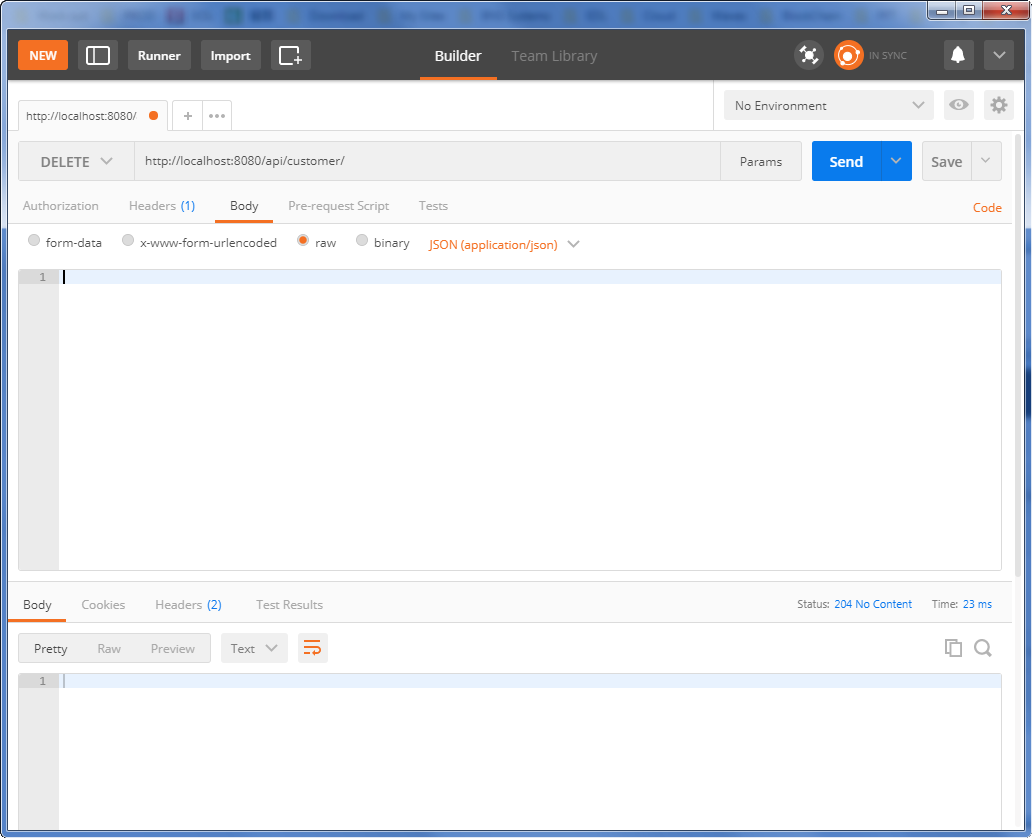 NEW Runner Import Builder Team Library IN SYNC
http://localhost:8080/ No Environment
DELETE http://localhost:8080/api/customer/ Params Send Save
Authorization Headers (1) Body Pre-request Script Tests Code
form-data x-www-form-urlencoded raw binary JSON (application/json)
1
Body Cookies Headers (2) Test Results Status: 204 No Content Time: 23 ms
Pretty Raw Preview Text
1